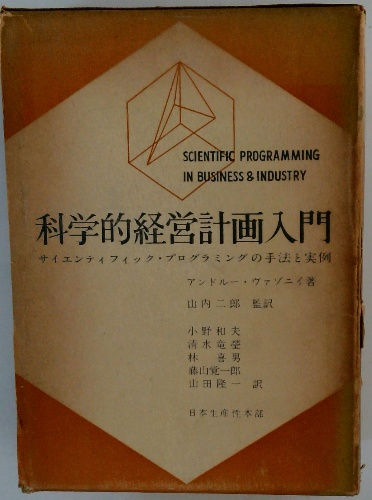 SCIENTIFIC PROGRAMMING
IN BUSINESS & INDUSTRY
科学的経営計画入門
サイエンティフィック・プログラミングの手法と実例
アンドルー・ヴァゾニイ著
山内二郎 監訳
小野和夫
清水竜瑩
林 喜男
藤山覚一郎
山田隆一 訳
日本生産性本部